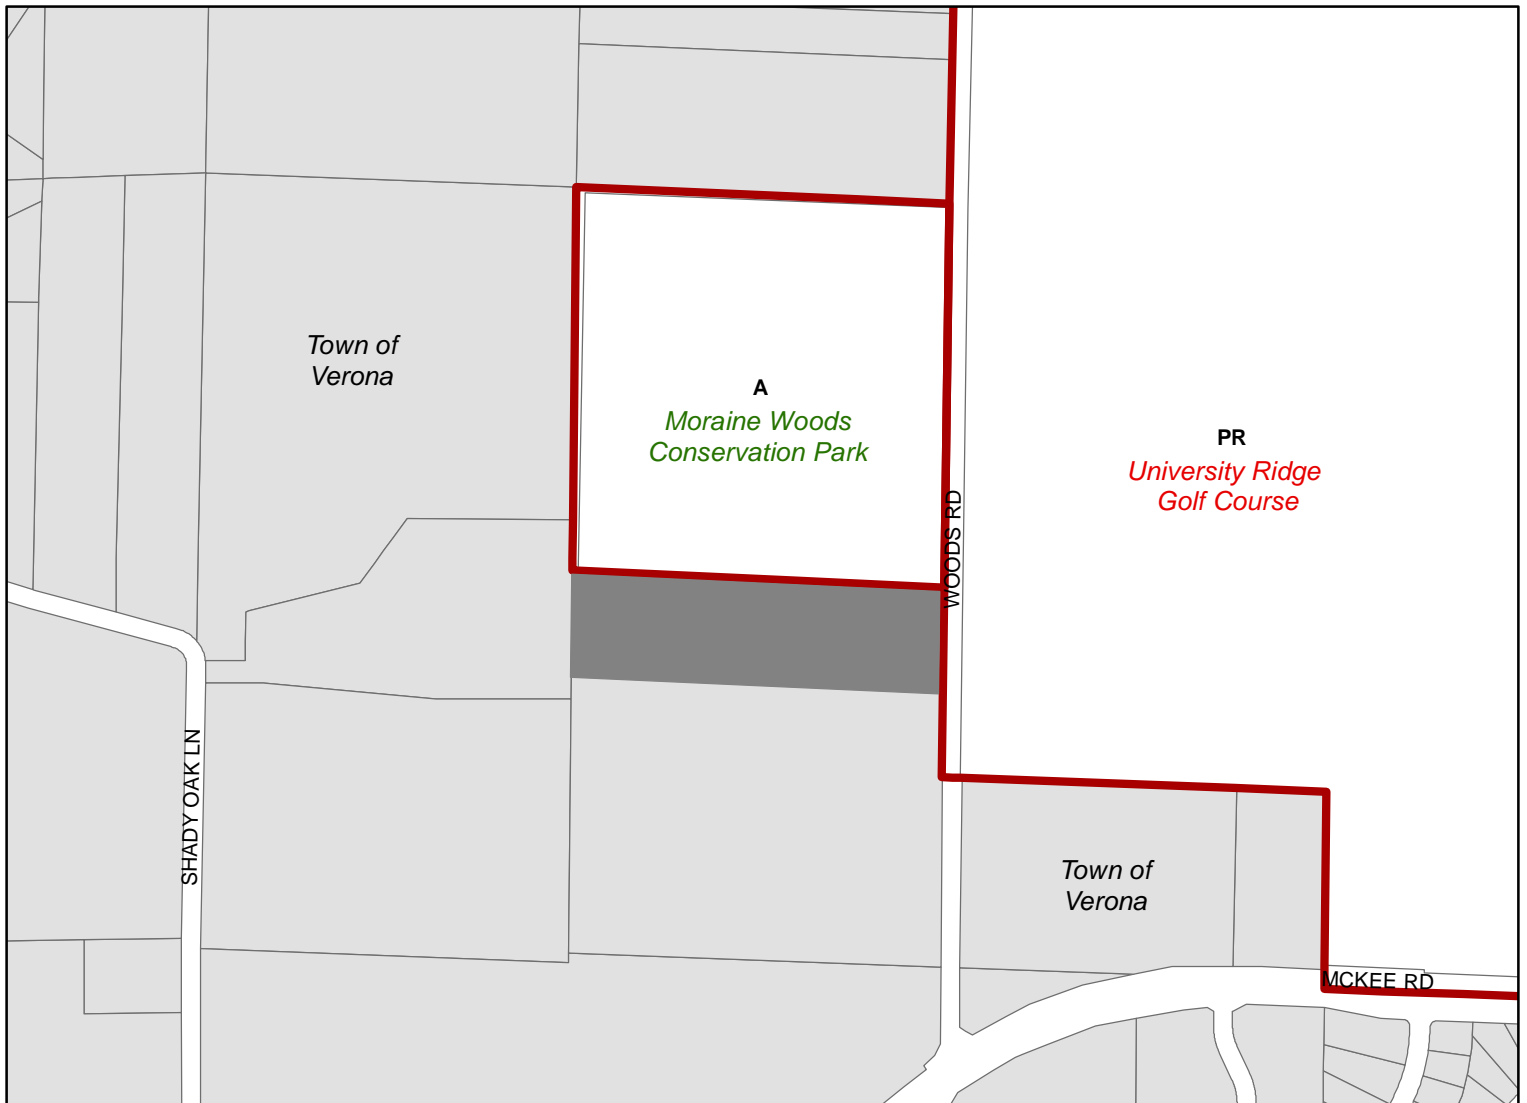 Town of
Verona
A
Moraine Woods
Conservation Park
PR
University Ridge
Golf Course
WOODS RD
SHADY OAK LN
Town of
Verona
MCKEE RD